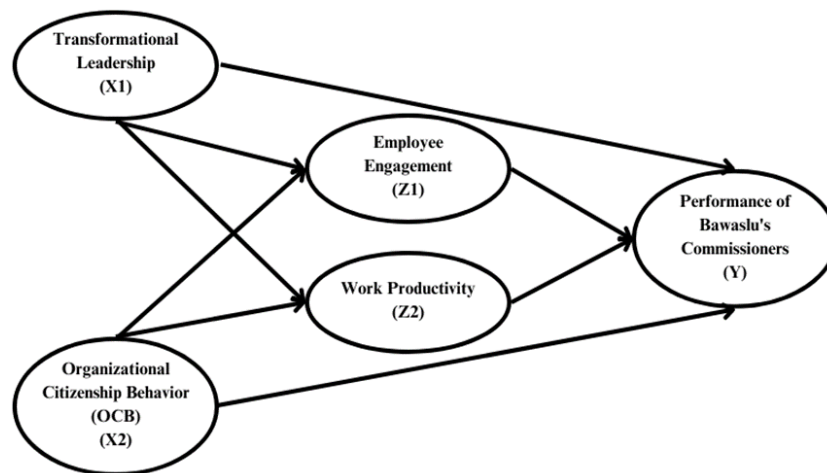 Transformational
Leadership
(X1)
Employee
Engagement
(Z1)
Performance of
Bawaslu's
Commissioners
(Y)
Work Productivity
(Z2)
Organizational
Citizenship Behavior
(OCB)
(X2)